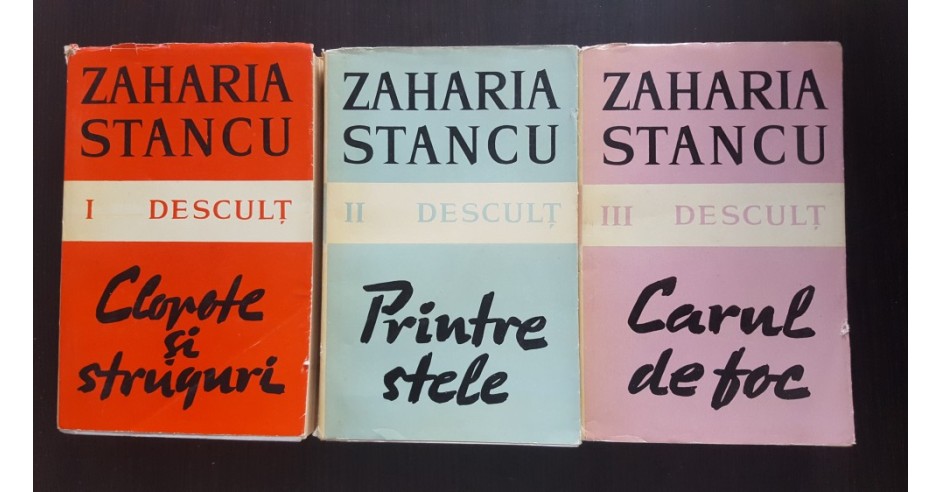 ZAHARIA
STANCU
I DESCULȚ
Clopote
și
struguri
ZAHARIA
STANCU
II DESCULȚ
Printre
stele
ZAHARIA
STANCU
III DESCULȚ
Carul
de foc